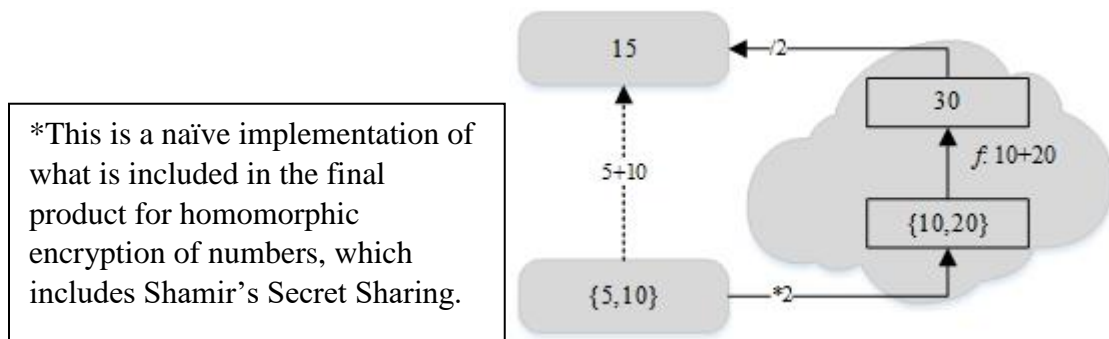 *This is a naïve implementation of
what is included in the final
product for homomorphic
encryption of numbers, which
includes Shamir’s Secret Sharing.
15
/2
30
5+10
f: 10+20
{10,20}
{5,10}
*2